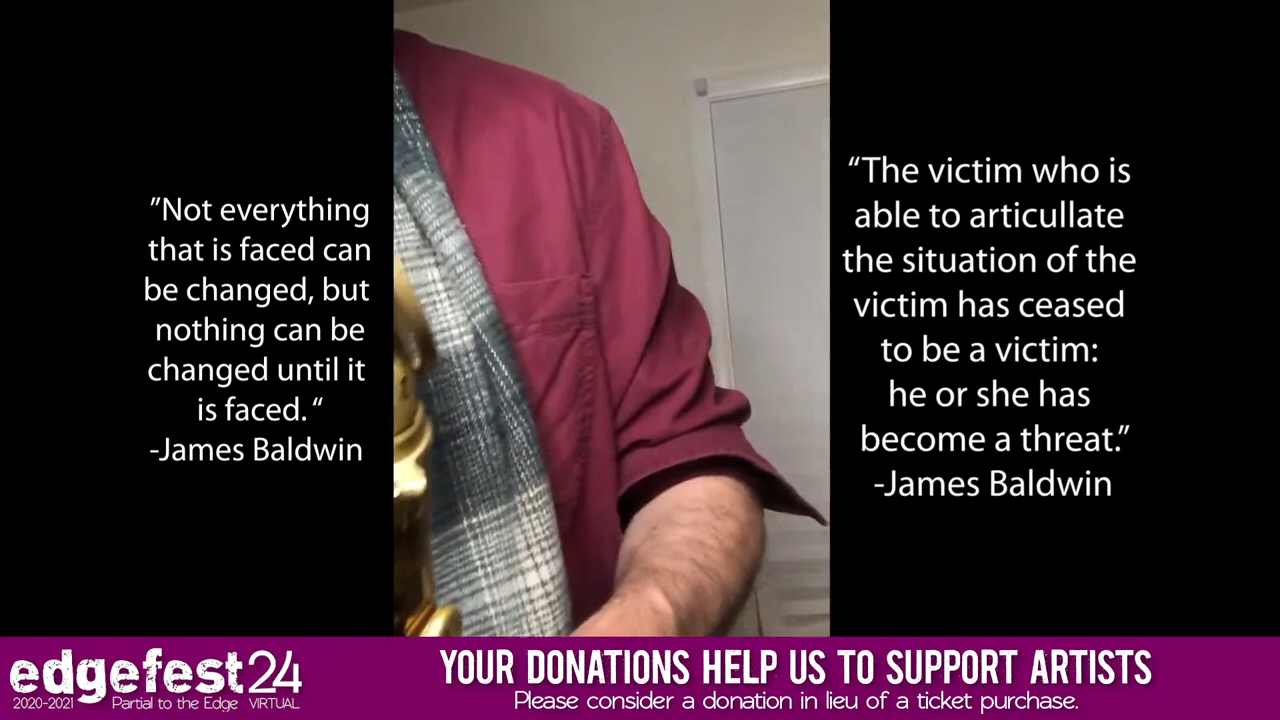 ”Not everything
that is faced can
be changed, but
nothing can be
changed until it
is faced. “
-James Baldwin
“The victim who is
able to articullate
the situation of the
victim has ceased
to be a victim:
he or she has
become a threat.”
-James Baldwin
edgefest24
2020-2021 Partial to the Edge VIRTUAL
YOUR DONATIONS HELP US TO SUPPORT ARTISTS
Please consider a donation in lieu of a ticket purchase.